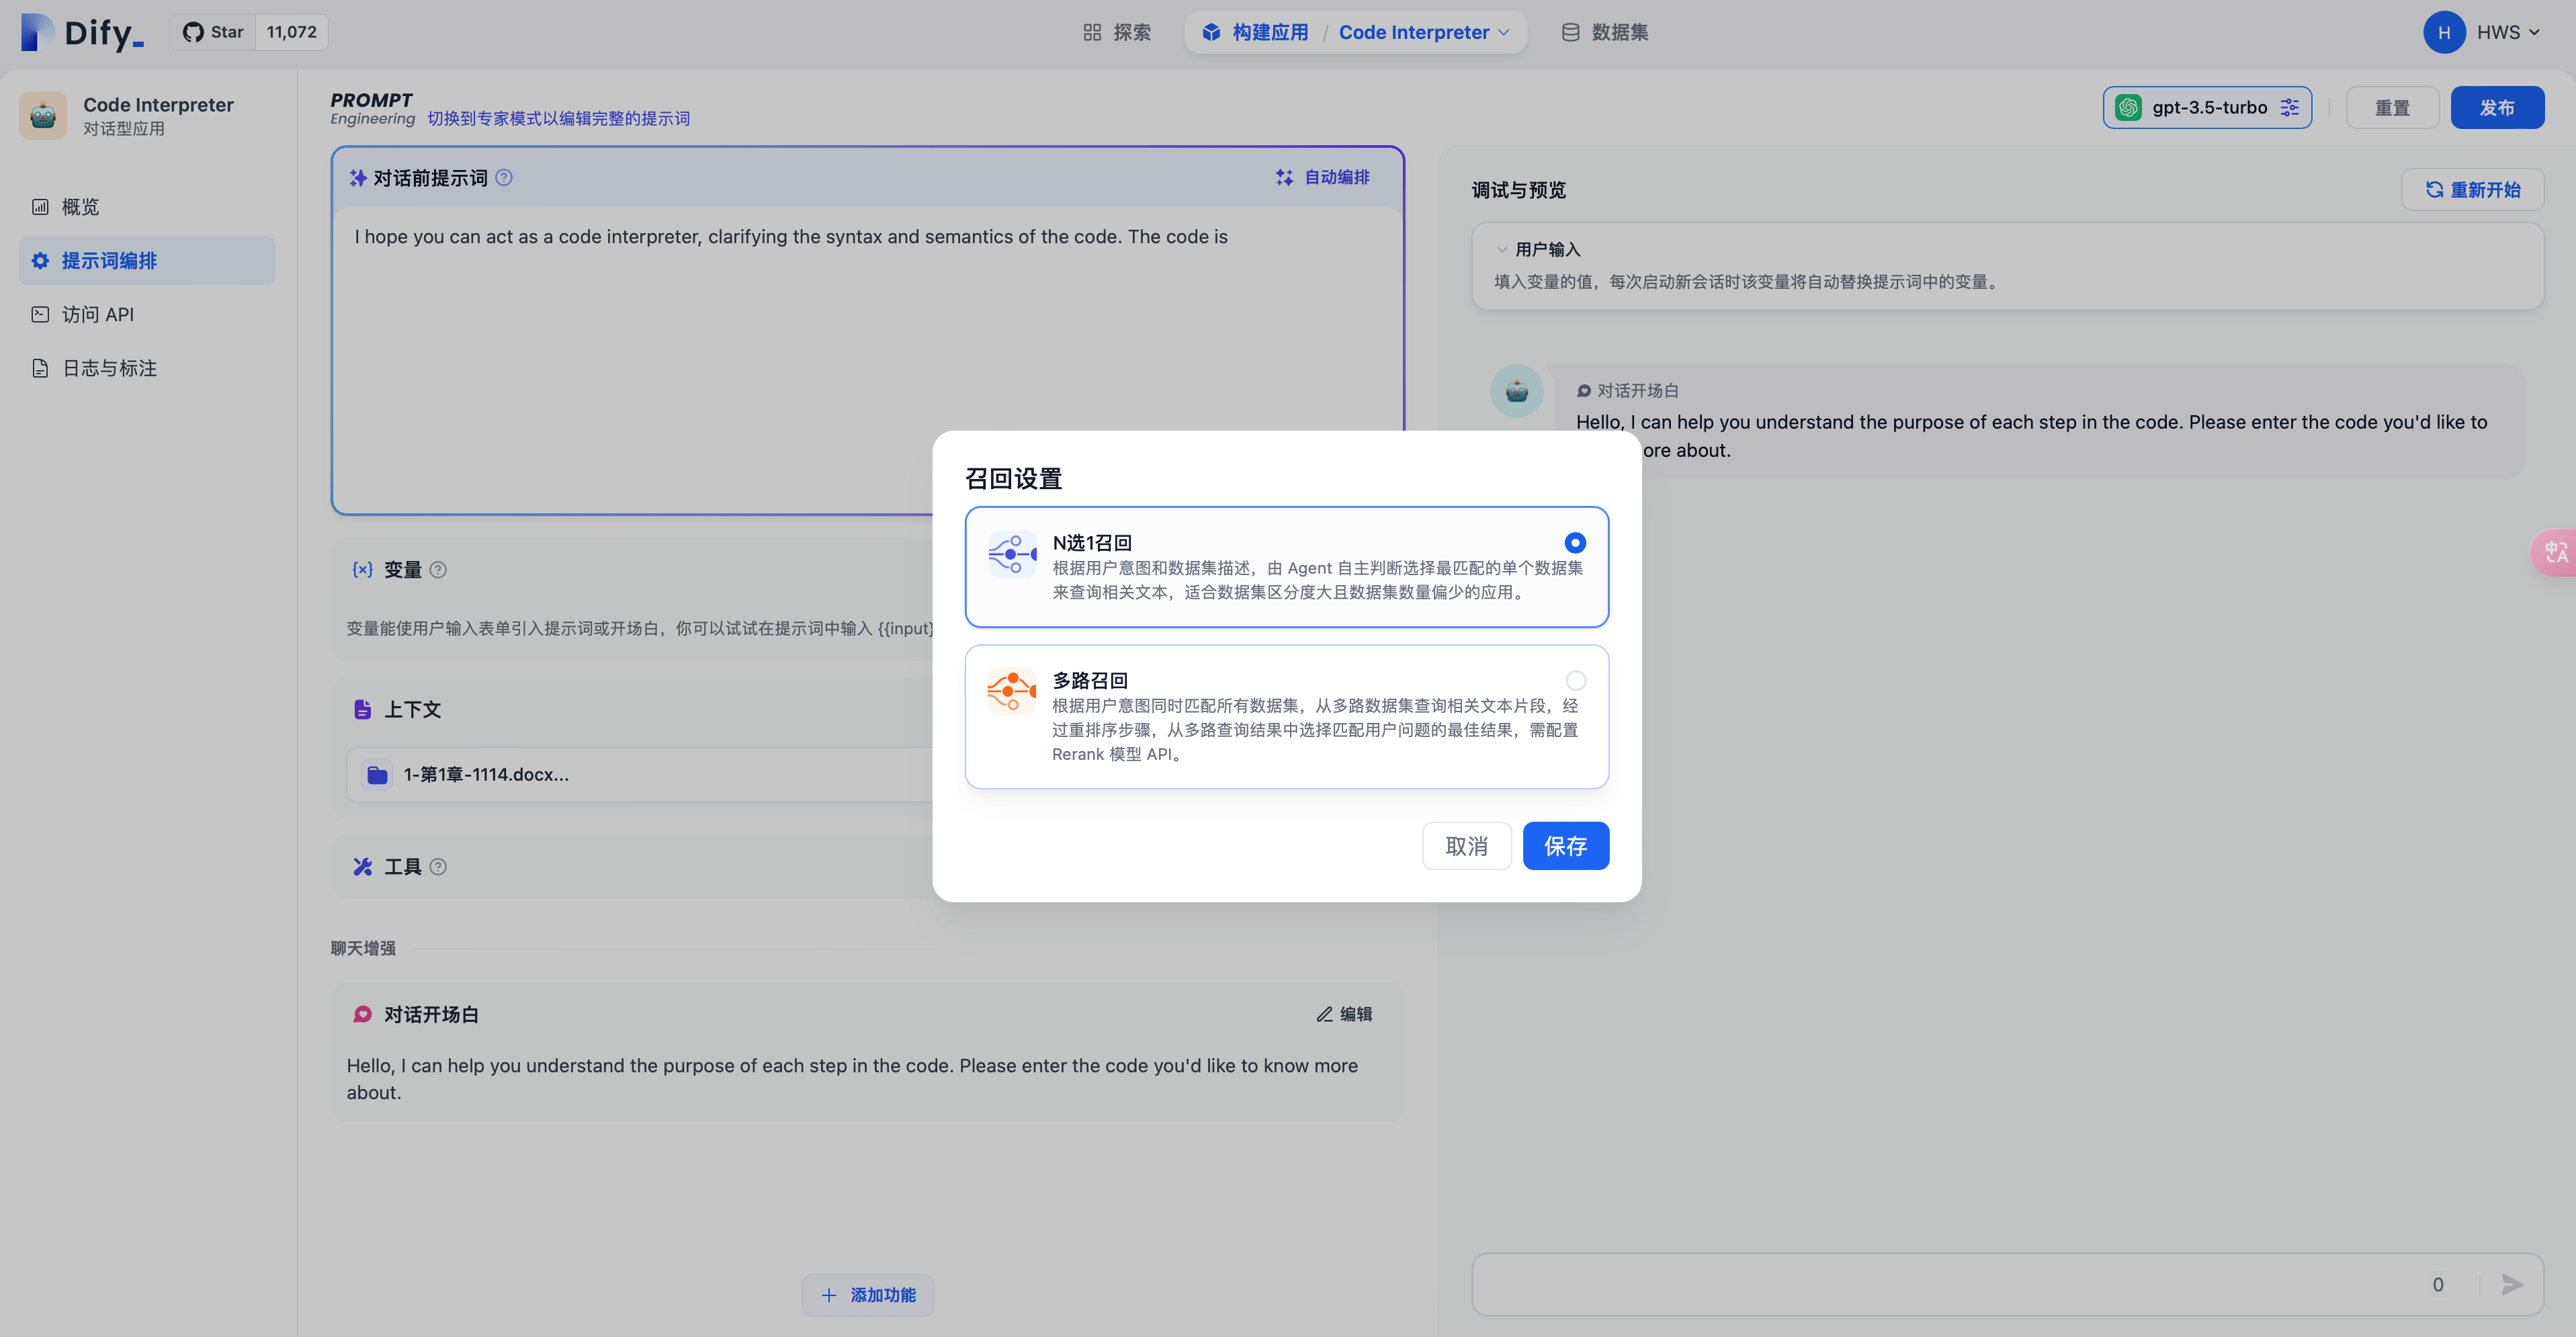 Dify_
Star 11,072
探索
构建应用 / Code Interpreter
数据集
H HWS
Code Interpreter
对话型应用
概览
提示词编排
访问 API
日志与标注
PROMPT
Engineering 切换到专家模式以编辑完整的提示词
gpt-3.5-turbo
重置
发布
对话前提示词
自动编排
I hope you can act as a code interpreter, clarifying the syntax and semantics of the code. The code is
变量
变量能使用户输入表单引入提示词或开场白，你可以试试在提示词中输入 {{input}
上下文
1-第1章-1114.docx...
工具
聊天增强
对话开场白
编辑
Hello, I can help you understand the purpose of each step in the code. Please enter the code you'd like to know more
about.
添加功能
调试与预览
重新开始
用户输入
填入变量的值，每次启动新会话时该变量将自动替换提示词中的变量。
对话开场白
Hello, I can help you understand the purpose of each step in the code. Please enter the code you'd like to
ore about.
0
中A
召回设置
N选1召回
根据用户意图和数据集描述，由 Agent 自主判断选择最匹配的单个数据集
来查询相关文本，适合数据集区分度大且数据集数量偏少的应用。
多路召回
根据用户意图同时匹配所有数据集，从多路数据集查询相关文本片段，经
过重排序步骤，从多路查询结果中选择匹配用户问题的最佳结果，需配置
Rerank 模型 API。
取消
保存